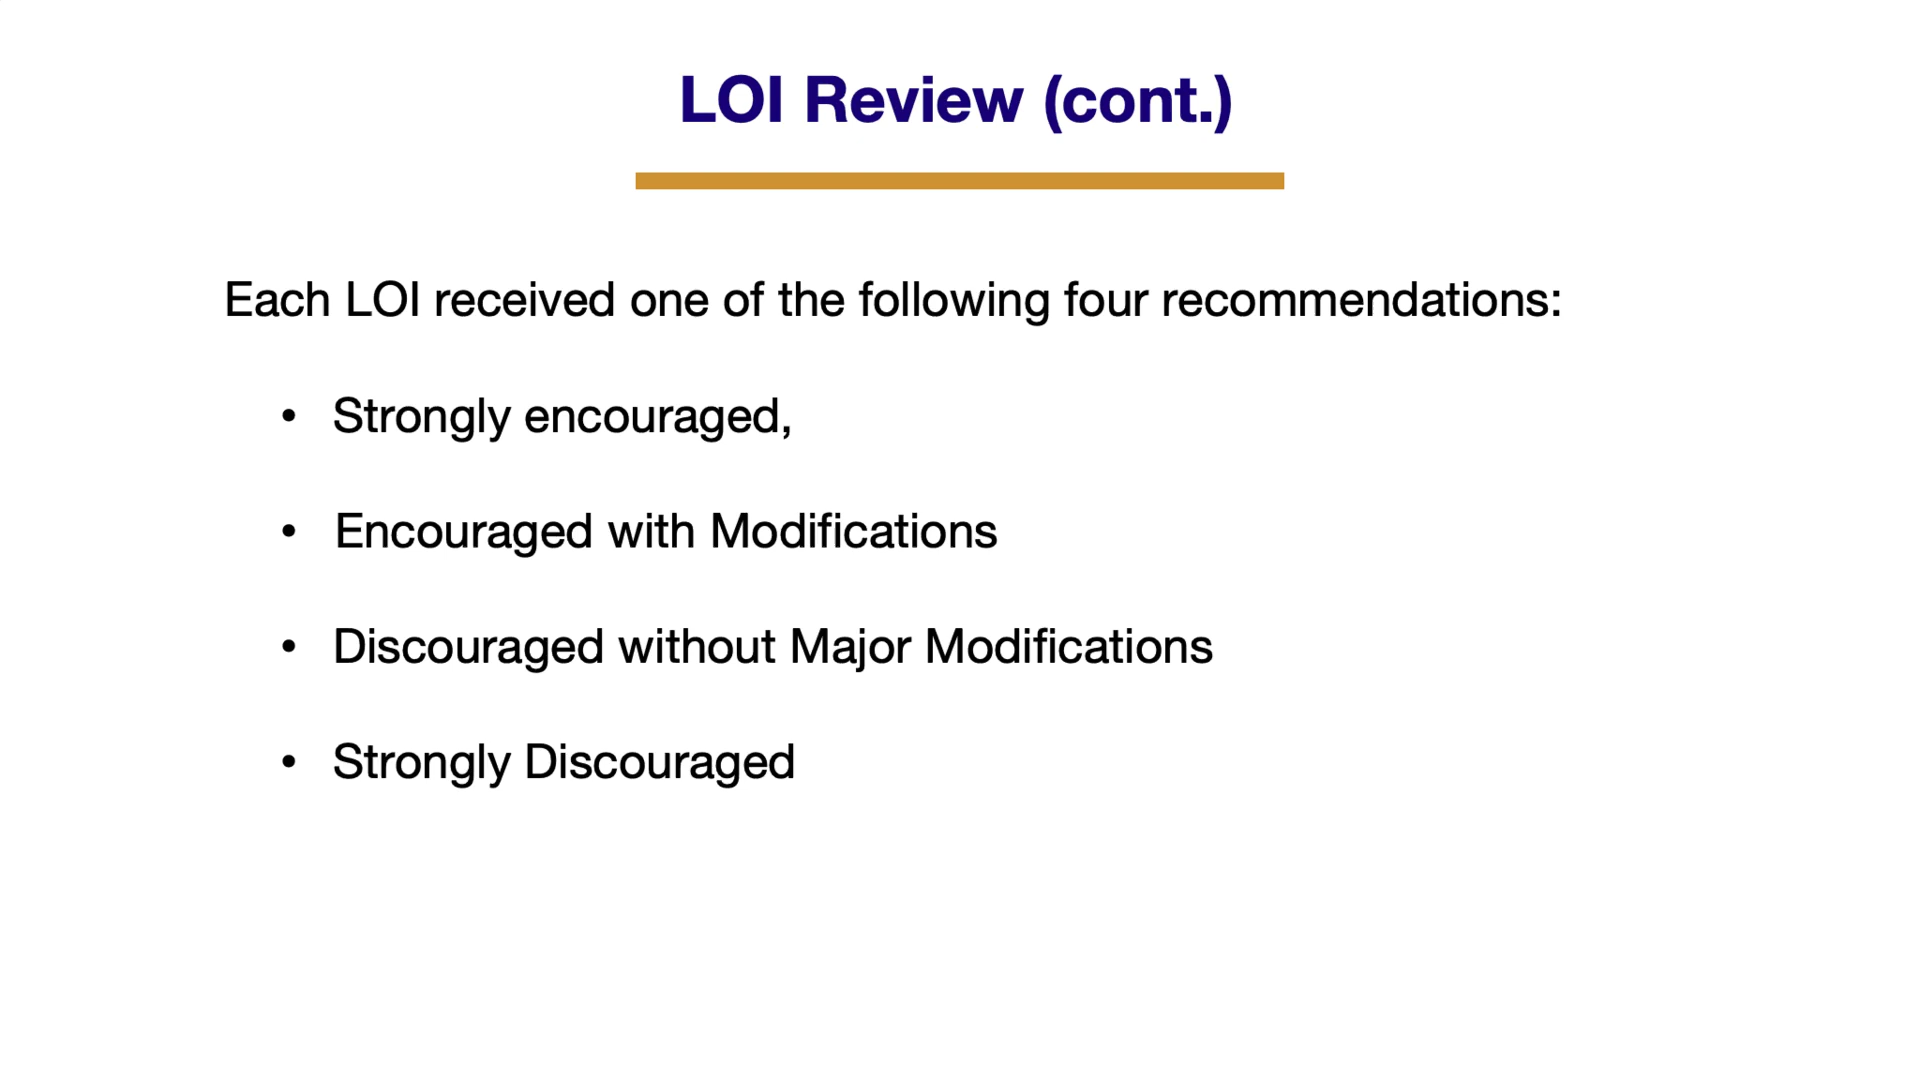 LOI Review (cont.)
Each LOI received one of the following four recommendations:
• Strongly encouraged,
• Encouraged with Modifications
• Discouraged without Major Modifications
• Strongly Discouraged